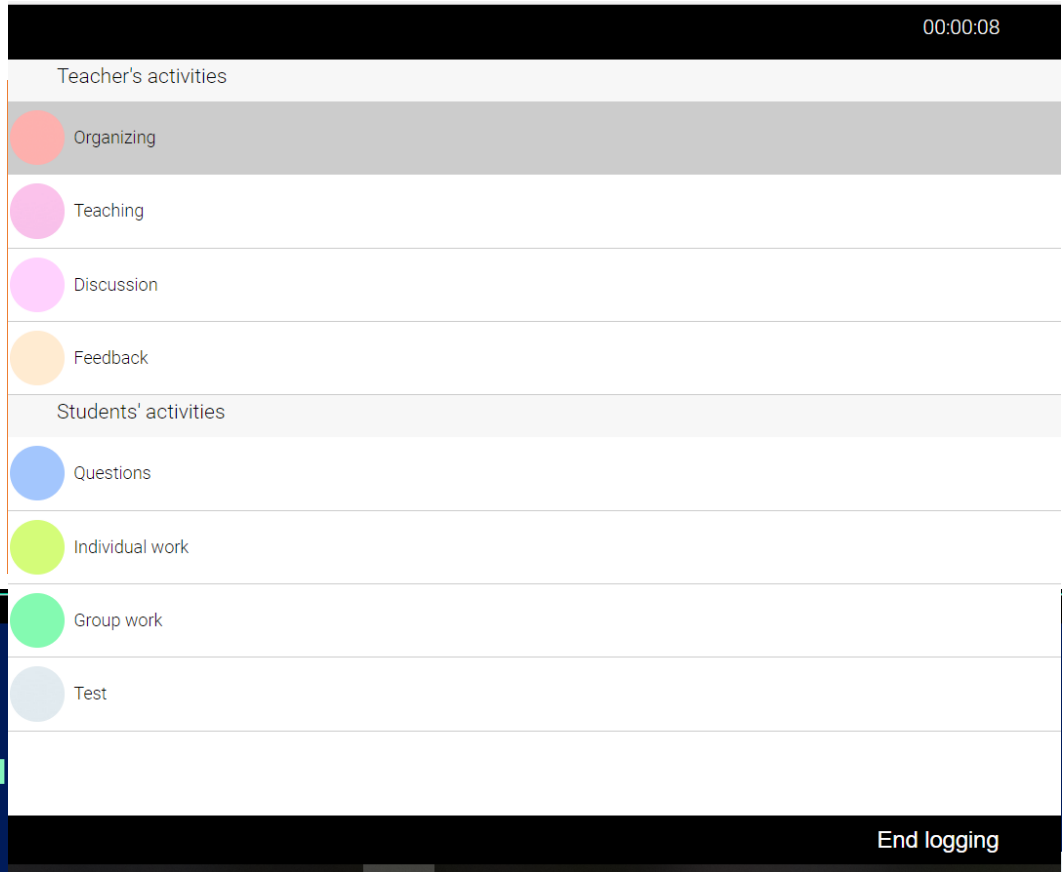 00:00:08
Teacher's activities
Organizing
Teaching
Discussion
Feedback
Students' activities
Questions
Individual work
Group work
Test
End logging